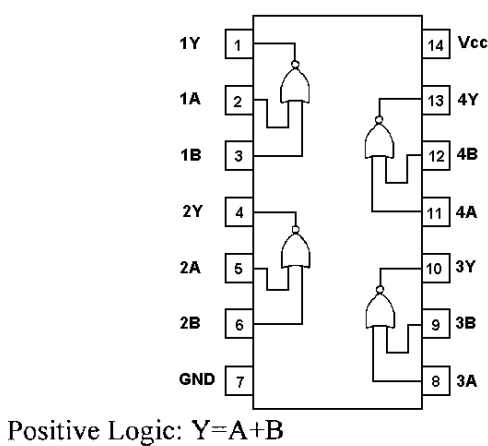 1Y 1 14 Vcc
1A 2 13 4Y
1B 3 12 4B
2Y 4 11 4A
2A 5 10 3Y
2B 6 9 3B
GND 7 8 3A
Positive Logic: Y=A+B